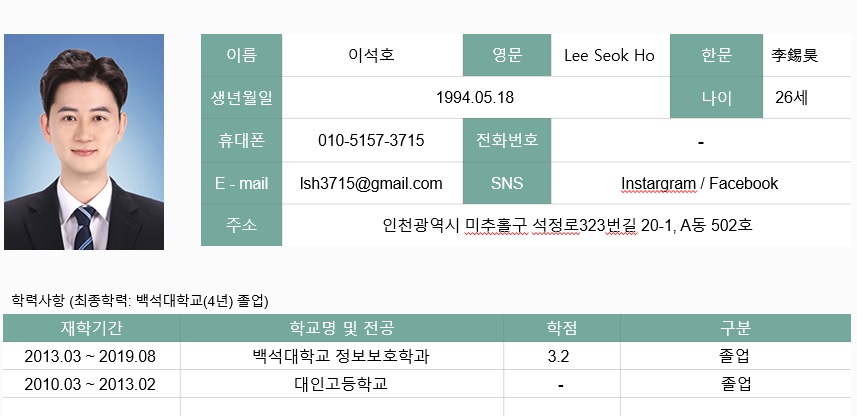 이름 이석호 영문 Lee Seok Ho 한문 李錫昊
생년월일 1994.05.18 나이 26세
휴대폰 010-5157-3715 전화번호 -
E - mail lsh3715@gmail.com SNS Instargram / Facebook
주소 인천광역시 미추홀구 석정로323번길 20-1, A동 502호
학력사항 (최종학력: 백석대학교(4년) 졸업)
재학기간 학교명 및 전공 학점 구분
2013.03 ~ 2019.08 백석대학교 정보보호학과 3.2 졸업
2010.03 ~ 2013.02 대인고등학교 - 졸업